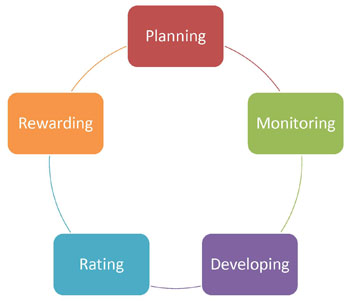 Planning
Monitoring
Developing
Rating
Rewarding